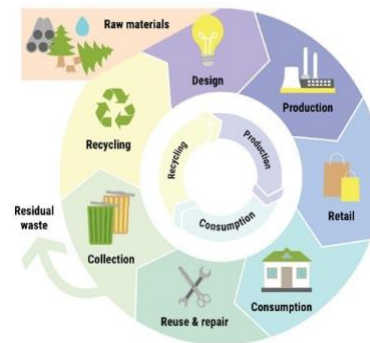 Raw materials
Design
Production
Retail
Consumption
Reuse & repair
Collection
Residual
waste
Recycling
Production
Consumption
Recycling